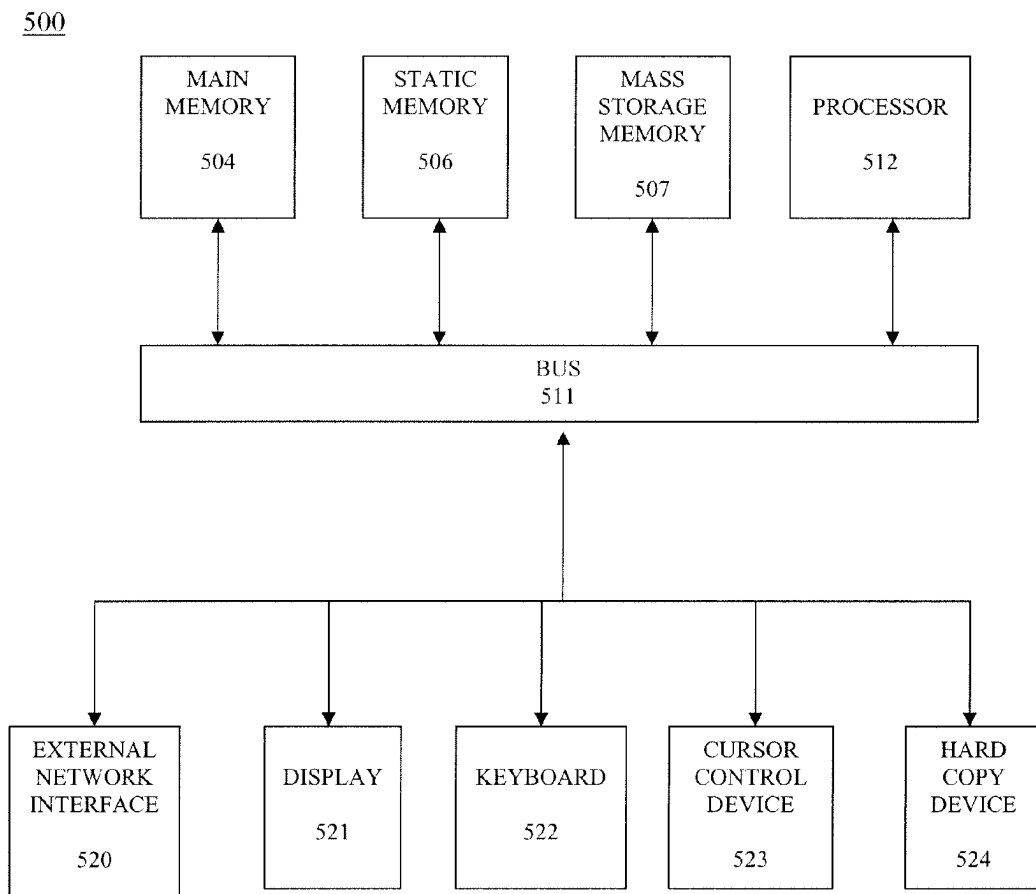 500
MAIN
MEMORY
504
STATIC
MEMORY
506
MASS
STORAGE
MEMORY
507
PROCESSOR
512
BUS
511
EXTERNAL
NETWORK
INTERFACE
520
DISPLAY
521
KEYBOARD
522
CURSOR
CONTROL
DEVICE
523
HARD
COPY
DEVICE
524